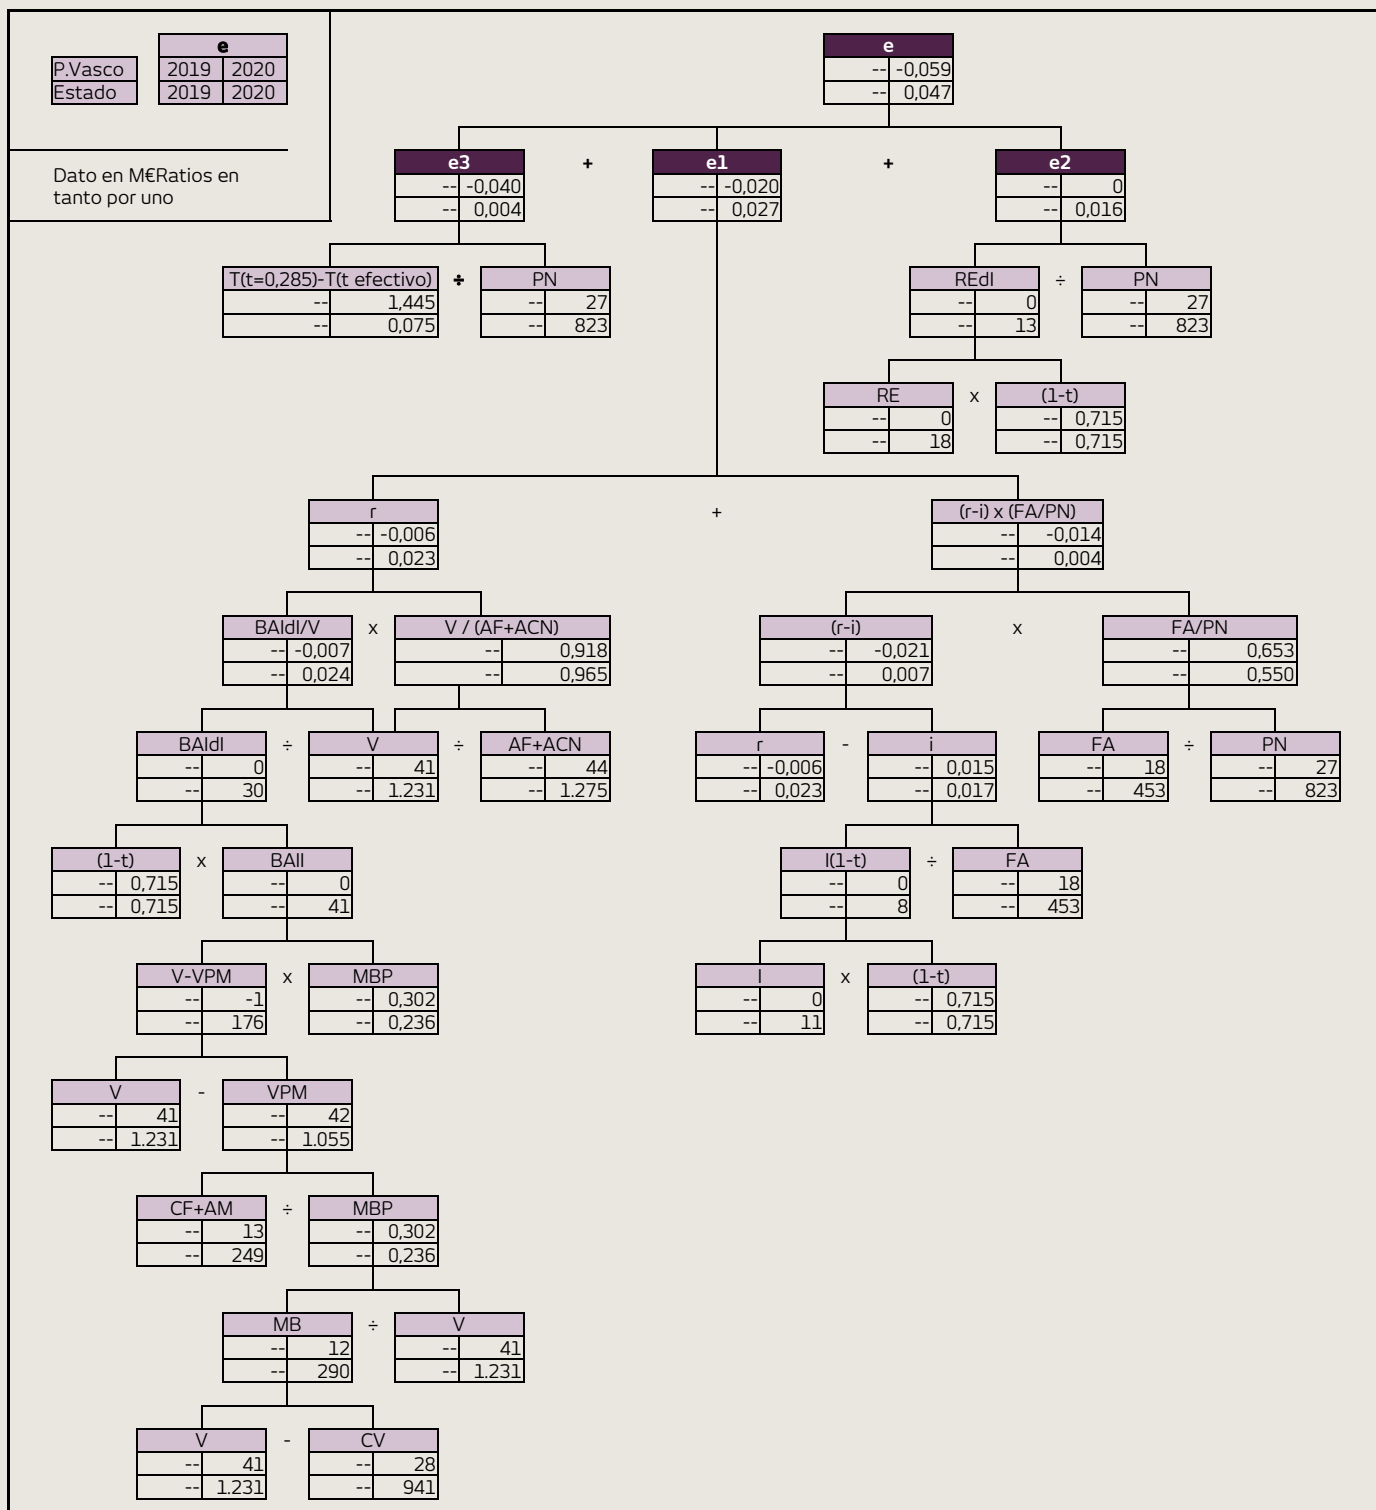 e
P.Vasco 2019 2020
Estado 2019 2020
Dato en M€Ratios en
tanto por uno
e
-- -0,059
-- 0,047
e3 + e1 + e2
-- -0,040 -- -0,020 -- 0
-- 0,004 -- 0,027 -- 0,016
T(t=0,285)-T(t efectivo) ÷ PN REdI ÷ PN
-- 1,445 -- 27 -- 0 -- 27
-- 0,075 -- 823 -- 13 -- 823
RE x (1-t)
-- 0 -- 0,715
-- 18 -- 0,715
r + (r-i) x (FA/PN)
-- -0,006 -- -0,014
-- 0,023 -- 0,004
BAIdI/V x V / (AF+ACN) (r-i) x FA/PN
-- -0,007 -- 0,918 -- -0,021 -- 0,653
-- 0,024 -- 0,965 -- 0,007 -- 0,550
BAIdI ÷ V ÷ AF+ACN r - i FA ÷ PN
-- 0 -- 41 -- 44 -- -0,006 -- 0,015 -- 18 -- 27
-- 30 -- 1.231 -- 1.275 -- 0,023 -- 0,017 -- 453 -- 823
(1-t) x BAII I(1-t) ÷ FA
-- 0,715 -- 0 -- 0 -- 18
-- 0,715 -- 41 -- 8 -- 453
V-VPM x MBP I x (1-t)
-- -1 -- 0,302 -- 0 -- 0,715
-- 176 -- 0,236 -- 11 -- 0,715
V - VPM
-- 41 -- 42
-- 1.231 -- 1.055
CF+AM ÷ MBP
-- 13 -- 0,302
-- 249 -- 0,236
MB ÷ V
-- 12 -- 41
-- 290 -- 1.231
V - CV
-- 41 -- 28
-- 1.231 -- 941